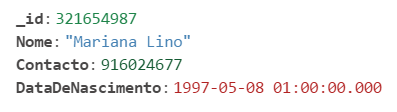 _id: 321654987
Nome: "Mariana Lino"
Contacto: 916024677
DataDeNascimento: 1997-05-08 01:00:00.000